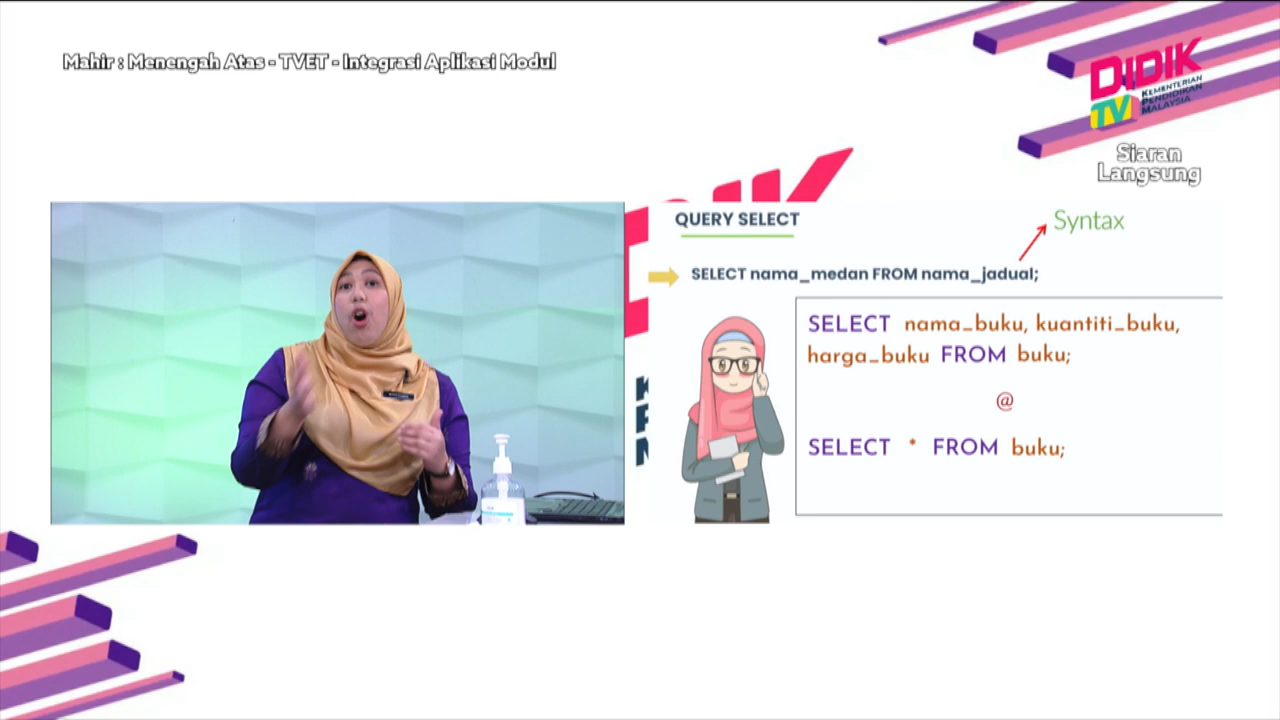 Mahir : Menengah Atas - TVET - Integrasi Aplikasi Modul
DIDIK
TV
KEMENTERIAN
PENDIDIKAN
MALAYSIA
Siaran
Langsung
QUERY SELECT
Syntax
SELECT nama_medan FROM nama_jadual;
SELECT nama_buku, kuantiti_buku,
harga_buku FROM buku;
@
SELECT * FROM buku;